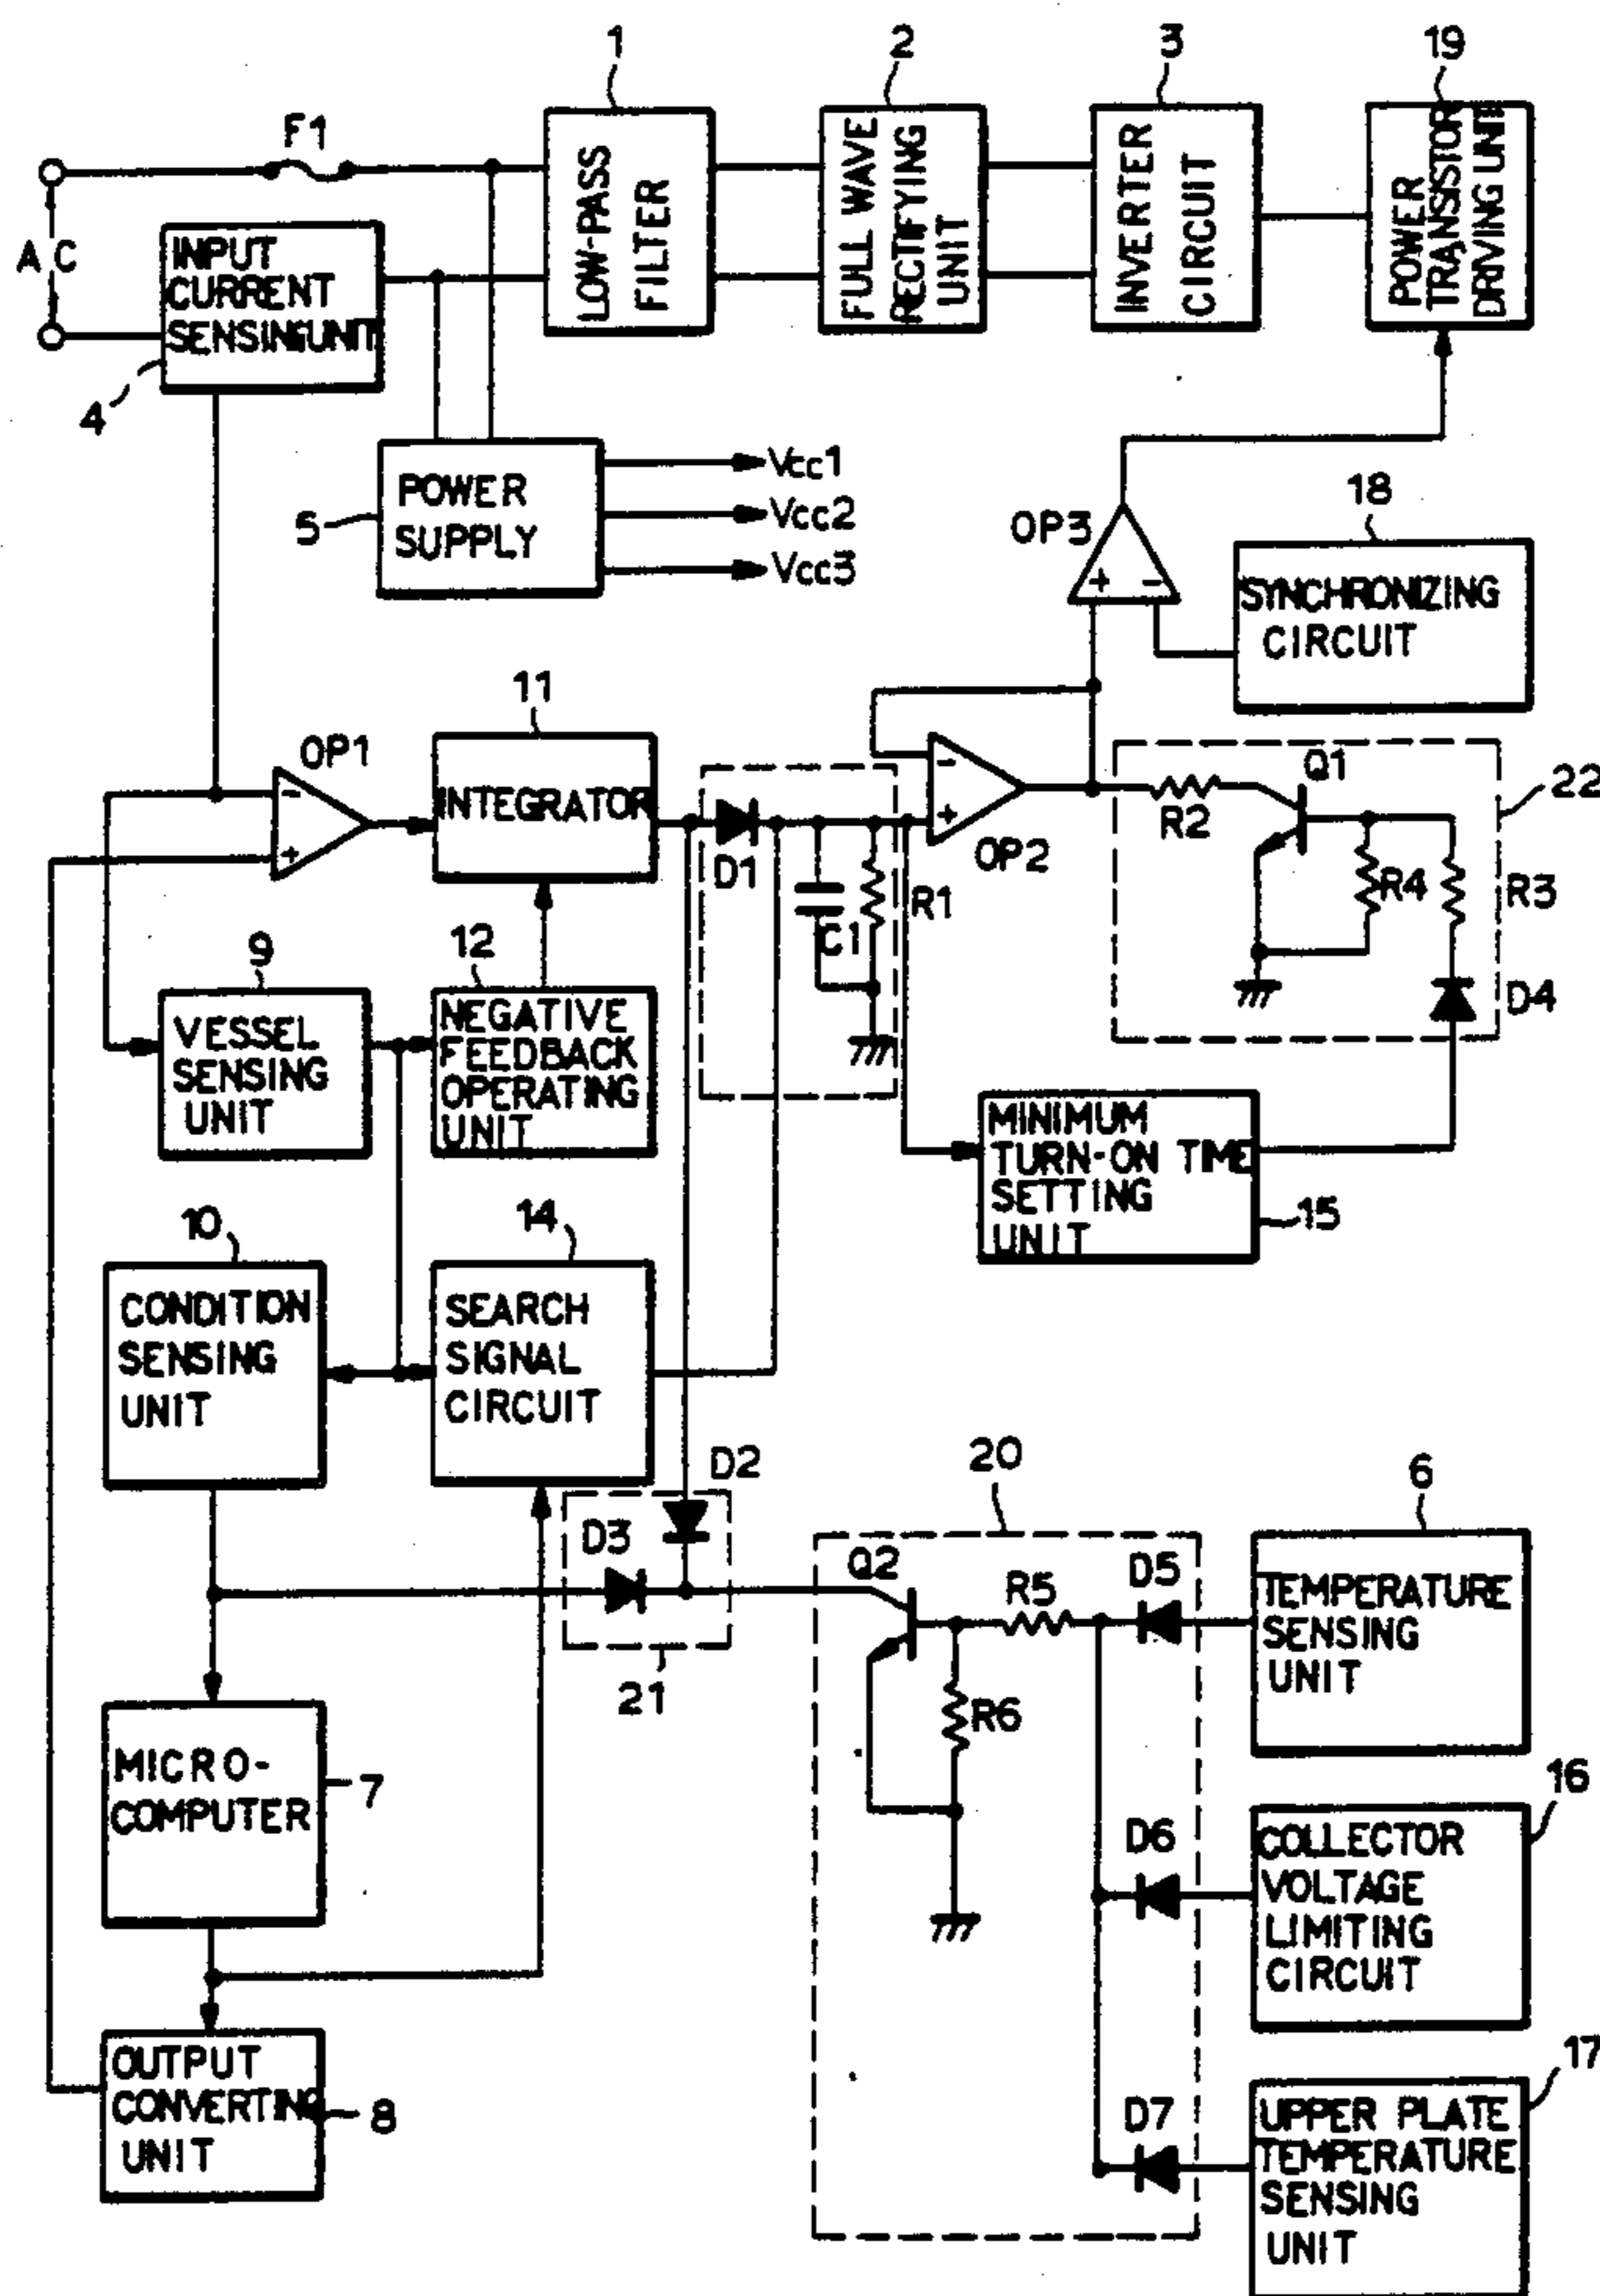 1
2
3
19
F1
AC
LOW-PASS
FILTER
FULL WAVE
RECTIFYING
UNIT
INVERTER
CIRCUIT
POWER
TRANSISTOR
DRIVING UNIT
INPUT
CURRENT
SENSING UNIT
4
POWER
SUPPLY
5
Vcc1
Vcc2
Vcc3
OP3
+
-
18
SYNCHRONIZING
CIRCUIT
11
OP1
-
+
INTEGRATOR
D1
C1
R1
-
+
OP2
R2
Q1
R4
R3
D4
22
9
VESSEL
SENSING
UNIT
12
NEGATIVE
FEEDBACK
OPERATING
UNIT
MINIMUM
TURN-ON TIME
SETTING
UNIT
15
10
CONDITION
SENSING
UNIT
14
SEARCH
SIGNAL
CIRCUIT
D2
D3
21
20
Q2
R5
R6
D5
D6
D7
6
TEMPERATURE
SENSING
UNIT
MICRO-
COMPUTER
7
16
COLLECTOR
VOLTAGE
LIMITING
CIRCUIT
OUTPUT
CONVERTING
UNIT
8
17
UPPER PLATE
TEMPERATURE
SENSING
UNIT